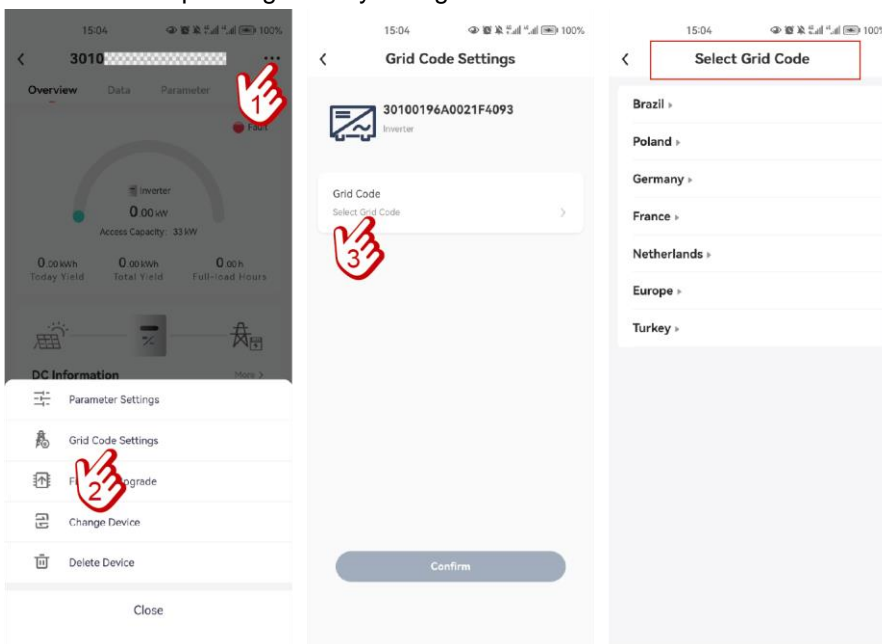 15:04
100%
3010
Overview Data Parameter
1
Inverter
0.00 kW
Access Capacity: 33 kW
0.00 kWh 0.00 kWh 0.00 h
Today Yield Total Yield Full-load Hours
DC Information More >
Parameter Settings
Grid Code Settings
2
Change Device
Delete Device
Close
15:04
100%
Grid Code Settings
30100196A0021F4093
Inverter
Grid Code
Select Grid Code
3
Confirm
15:04
Select Grid Code
Brazil
Poland
Germany
France
Netherlands
Europe
Turkey